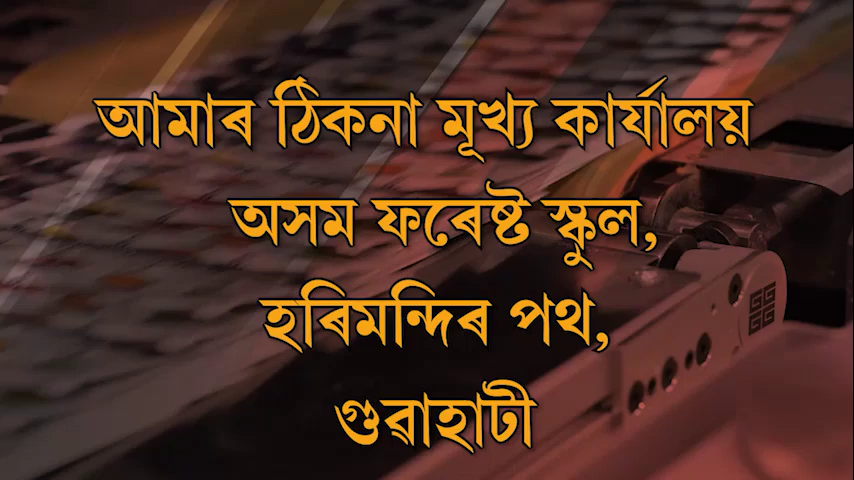 আমাৰ ঠিকনা মূখ্য কাৰ্যালয়
অসম ফৰেষ্ট স্কুল,
হৰিমন্দিৰ পথ,
গুৱাহাটী